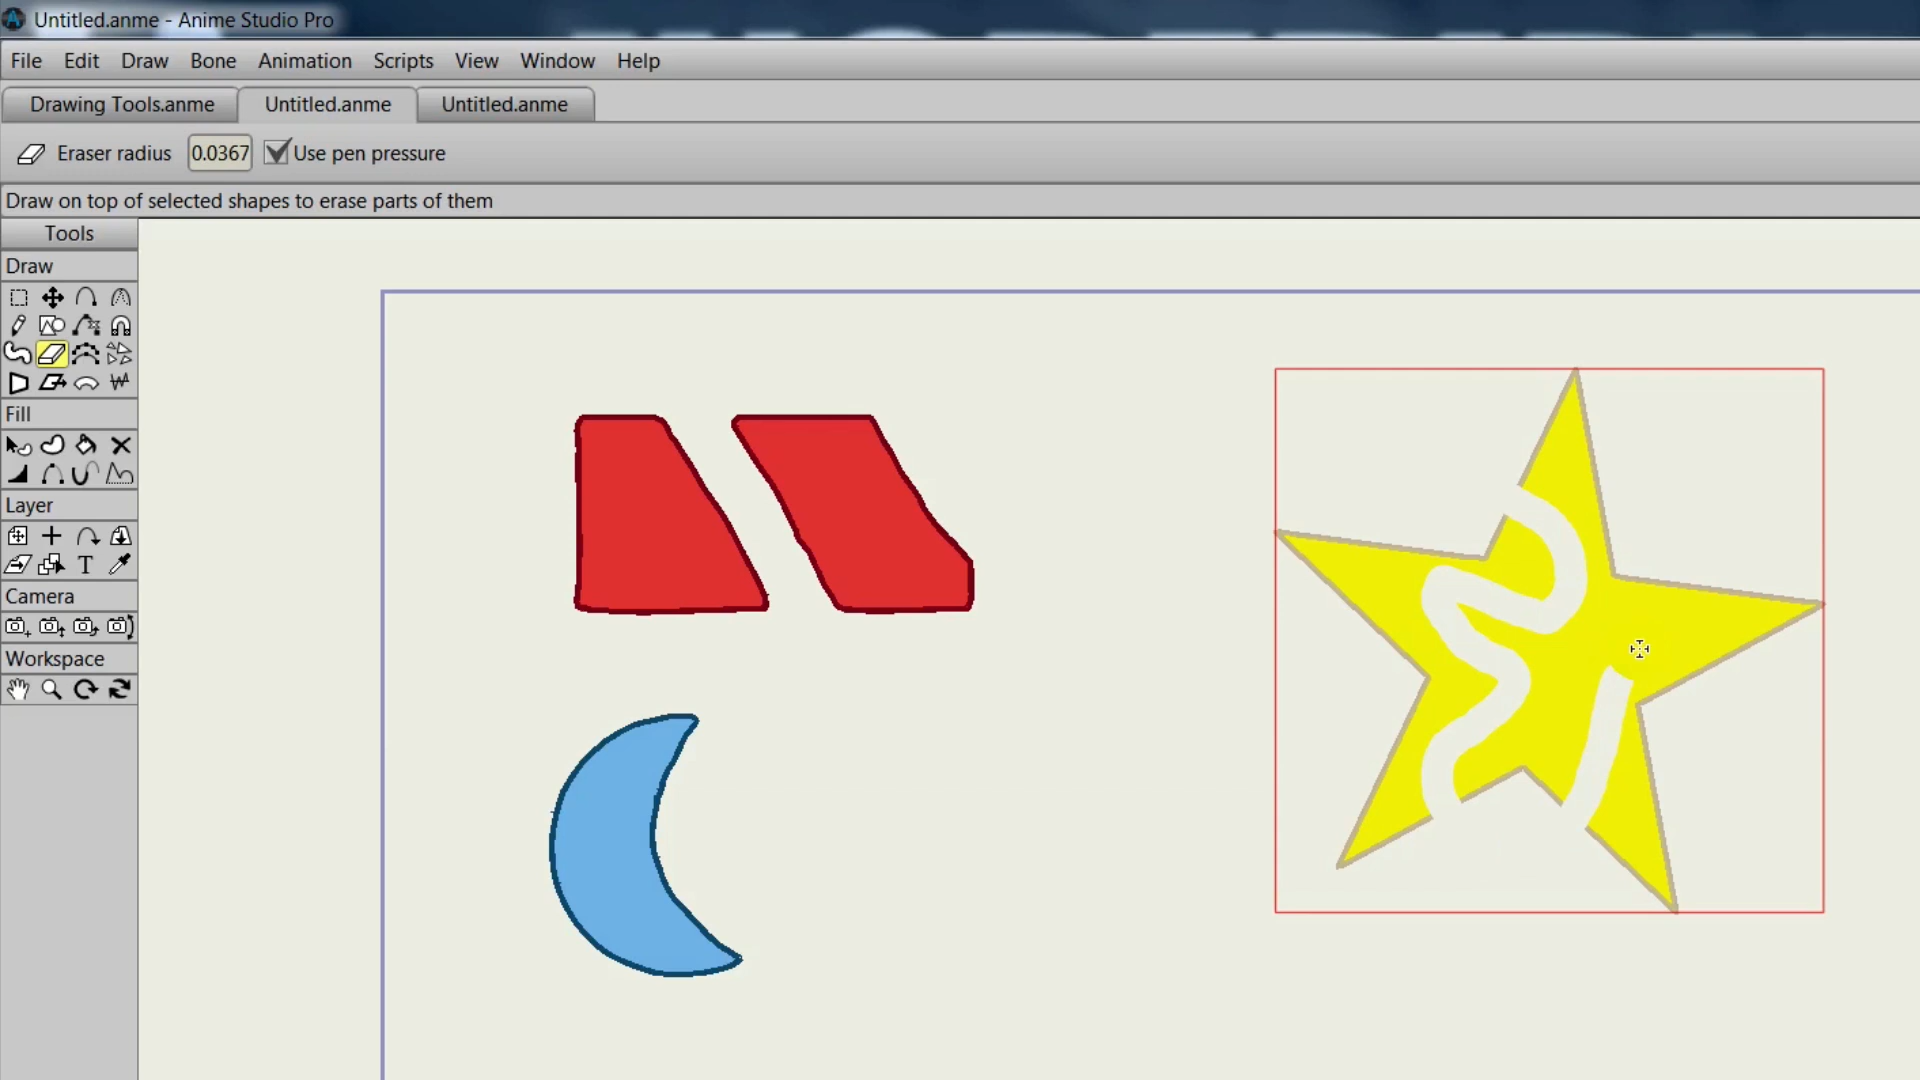 Untitled.anme - Anime Studio Pro
File Edit Draw Bone Animation Scripts View Window Help
Drawing Tools.anme Untitled.anme Untitled.anme
Eraser radius 0.0367 Use pen pressure
Draw on top of selected shapes to erase parts of them
Tools
Draw
Fill
Layer
T
Camera
Workspace